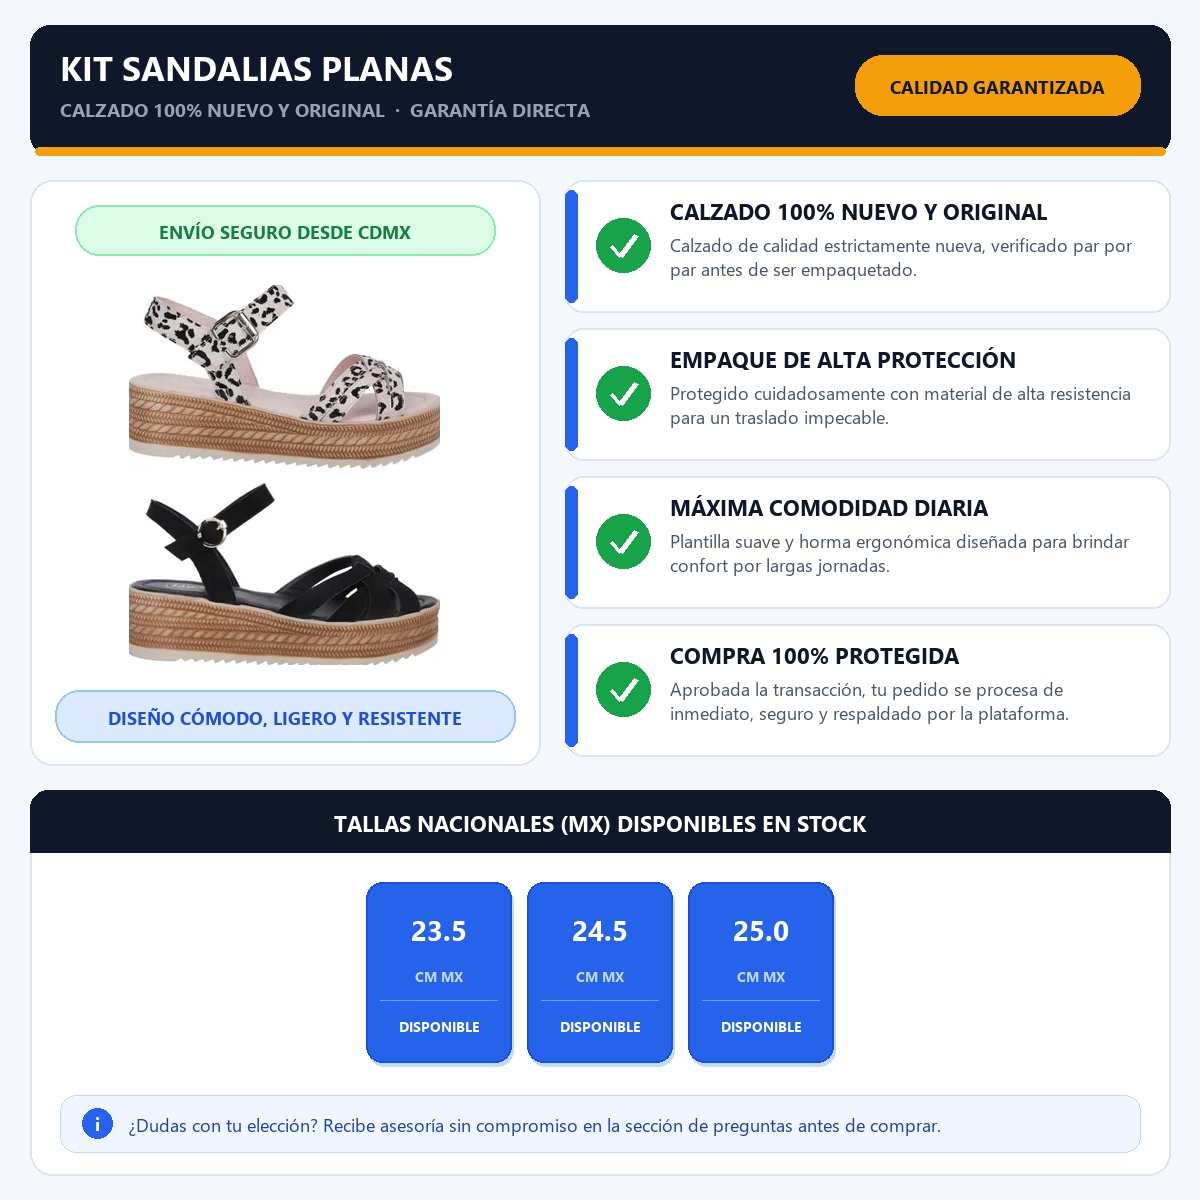 KIT SANDALIAS PLANAS
CALZADO 100% NUEVO Y ORIGINAL · GARANTÍA DIRECTA
CALIDAD GARANTIZADA
ENVÍO SEGURO DESDE CDMX
DISEÑO CÓMODO, LIGERO Y RESISTENTE
CALZADO 100% NUEVO Y ORIGINAL
Calzado de calidad estrictamente nueva, verificado par por
par antes de ser empaquetado.
EMPAQUE DE ALTA PROTECCIÓN
Protegido cuidadosamente con material de alta resistencia
para un traslado impecable.
MÁXIMA COMODIDAD DIARIA
Plantilla suave y horma ergonómica diseñada para brindar
confort por largas jornadas.
COMPRA 100% PROTEGIDA
Aprobada la transacción, tu pedido se procesa de
inmediato, seguro y respaldado por la plataforma.
TALLAS NACIONALES (MX) DISPONIBLES EN STOCK
23.5
CM MX
DISPONIBLE
24.5
CM MX
DISPONIBLE
25.0
CM MX
DISPONIBLE
¿Dudas con tu elección? Recibe asesoría sin compromiso en la sección de preguntas antes de comprar.